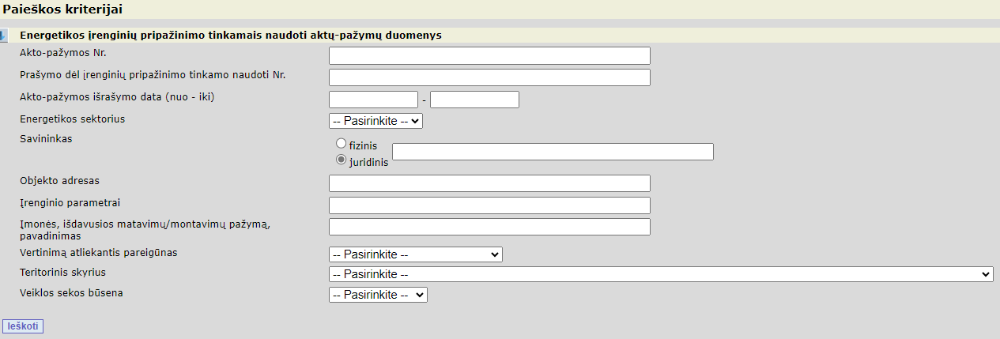 Paieškos kriterijai
Energetikos įrenginių pripažinimo tinkamais naudoti aktų-pažymų duomenys
Akto-pažymos Nr.
Prašymo dėl įrenginių pripažinimo tinkamo naudoti Nr.
Akto-pažymos išrašymo data (nuo - iki)
-
Energetikos sektorius
-- Pasirinkite --
Savininkas
fizinis
juridinis
Objekto adresas
Įrenginio parametrai
Įmonės, išdavusios matavimų/montavimų pažymą,
pavadinimas
Vertinimą atliekantis pareigūnas
-- Pasirinkite --
Teritorinis skyrius
-- Pasirinkite --
Veiklos sekos būsena
-- Pasirinkite --
Ieškoti